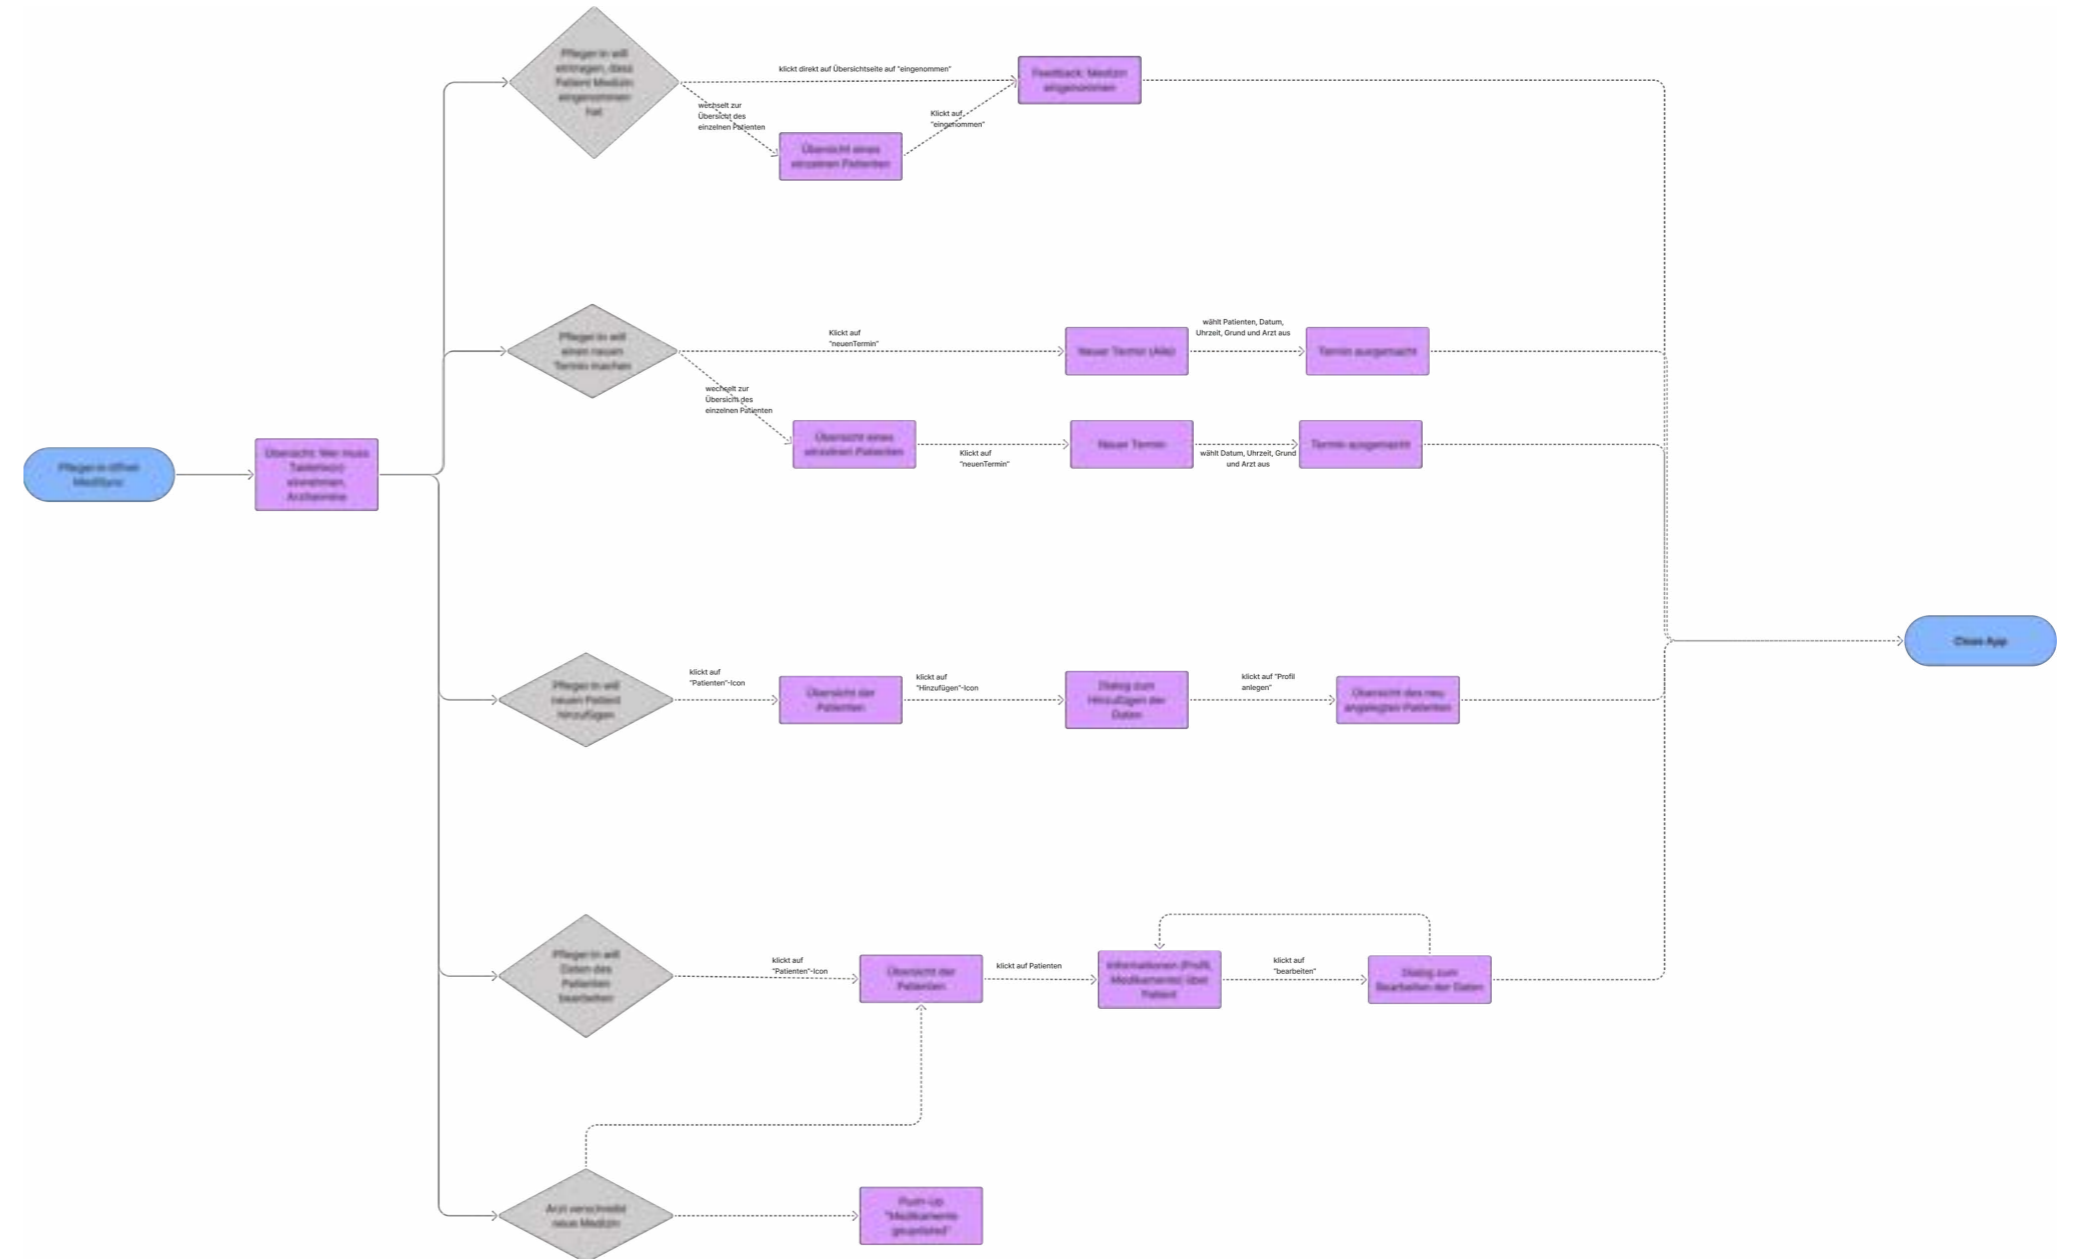 Pfleger:in will
eintragen, dass
Patient Medizin
eingenommen
hat
klickt direkt auf Übersichtseite auf "eingenommen"
Feedback: Medizin
eingenommen
wechselt zur
Übersicht des
einzelnen Patienten
Klickt auf
"eingenommen"
Übersicht eines
einzelnen Patienten
Pfleger:in will
einen neuen
Termin machen
Klickt auf
"neuenTermin"
Neuer Termin (Alle)
wählt Patienten, Datum,
Uhrzeit, Grund und Arzt aus
Termin ausgemacht
wechselt zur
Übersicht des
einzelnen Patienten
Übersicht eines
einzelnen Patienten
Klickt auf
"neuenTermin"
Neuer Termin
wählt Datum, Uhrzeit, Grund
und Arzt aus
Termin ausgemacht
Pfleger:in öffnet
Übersicht: Wer muss
einnehmen,
Arzttermine
Close App
Pfleger:in will
neuen Patient
hinzufügen
klickt auf
"Patienten"-Icon
Übersicht der
Patienten
klickt auf
"Hinzufügen"-Icon
Dialog zum
Hinzufügen der
Daten
klickt auf "Profil
anlegen"
Übersicht des neu
angelegten Patienten
Pfleger:in will
Daten des
Patienten
bearbeiten
klickt auf
"Patienten"-Icon
Übersicht der
Patienten
klickt auf Patienten
Informationen (Profil,
Medikamente) über
Patient
klickt auf
"bearbeiten"
Dialog zum
Bearbeiten der Daten
Arzt verschreibt
neue Medizin
"Medikamente